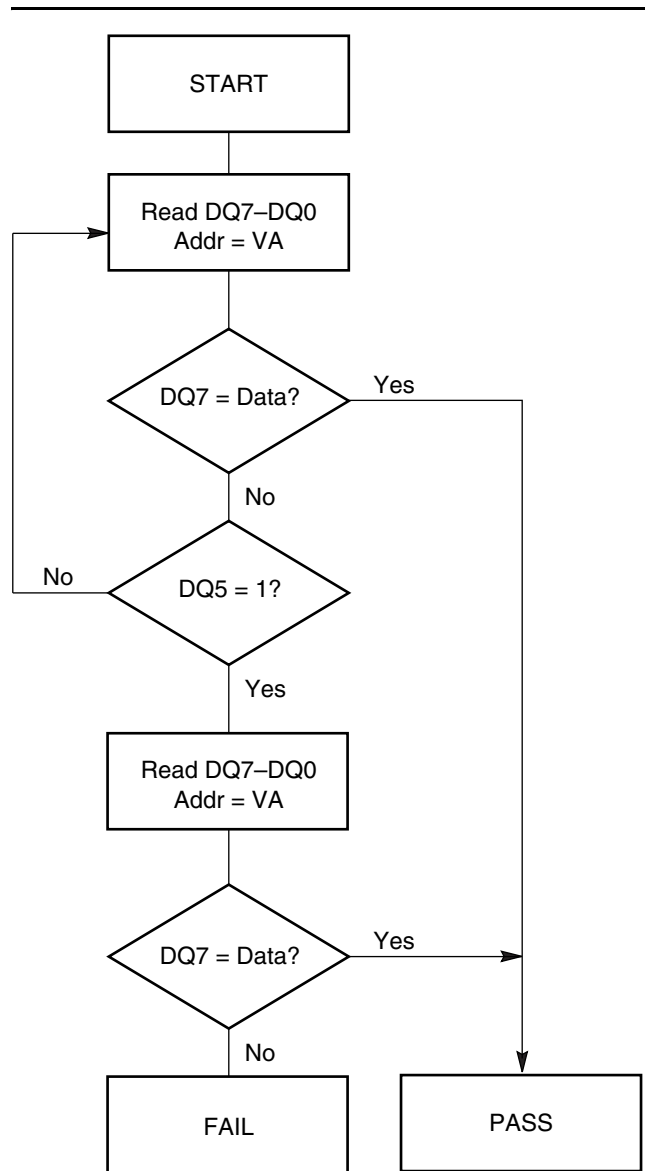 START
Read DQ7–DQ0
Addr = VA
DQ7 = Data?
Yes
No
No
DQ5 = 1?
Yes
Read DQ7–DQ0
Addr = VA
DQ7 = Data?
Yes
No
FAIL
PASS